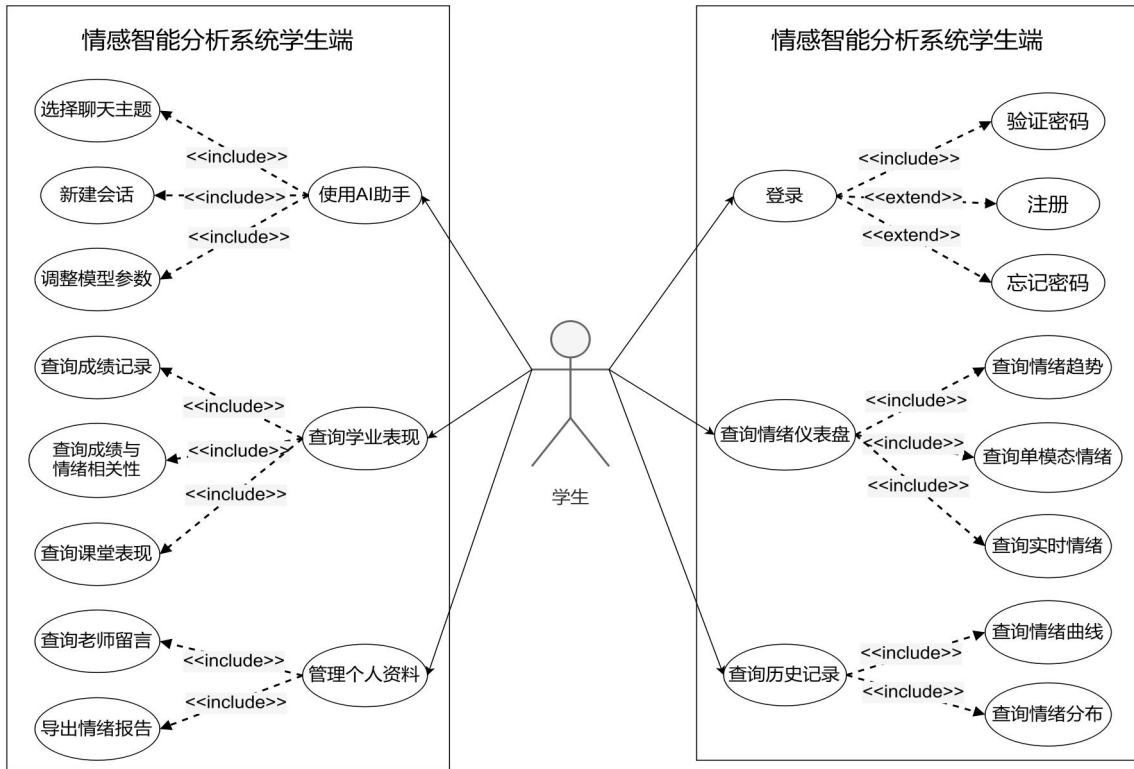 情感智能分析系统学生端
选择聊天主题
<<include>>
新建会话
<<include>>
使用AI助手
<<include>>
调整模型参数
查询成绩记录
<<include>>
查询成绩与
情绪相关性
<<include>>
查询学业表现
<<include>>
查询课堂表现
查询老师留言
<<include>>
管理个人资料
<<include>>
导出情绪报告
学生
情感智能分析系统学生端
验证密码
<<include>>
登录
<<extend>>
注册
<<extend>>
忘记密码
查询情绪趋势
<<include>>
查询情绪仪表盘
<<include>>
查询单模态情绪
<<include>>
查询实时情绪
查询情绪曲线
<<include>>
查询历史记录
<<include>>
查询情绪分布